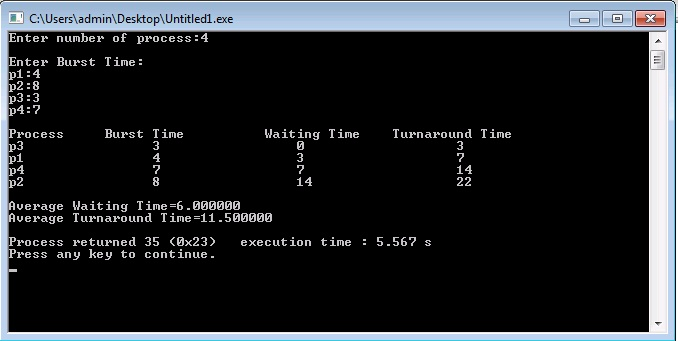 C:\Users\admin\Desktop\Untitled1.exe
Enter number of process:4
Enter Burst Time:
p1:4
p2:8
p3:3
p4:7
Process Burst Time Waiting Time Turnaround Time
p3 3 0 3
p1 4 3 7
p4 7 7 14
p2 8 14 22
Average Waiting Time=6.000000
Average Turnaround Time=11.500000
Process returned 35 (0x23) execution time : 5.567 s
Press any key to continue.